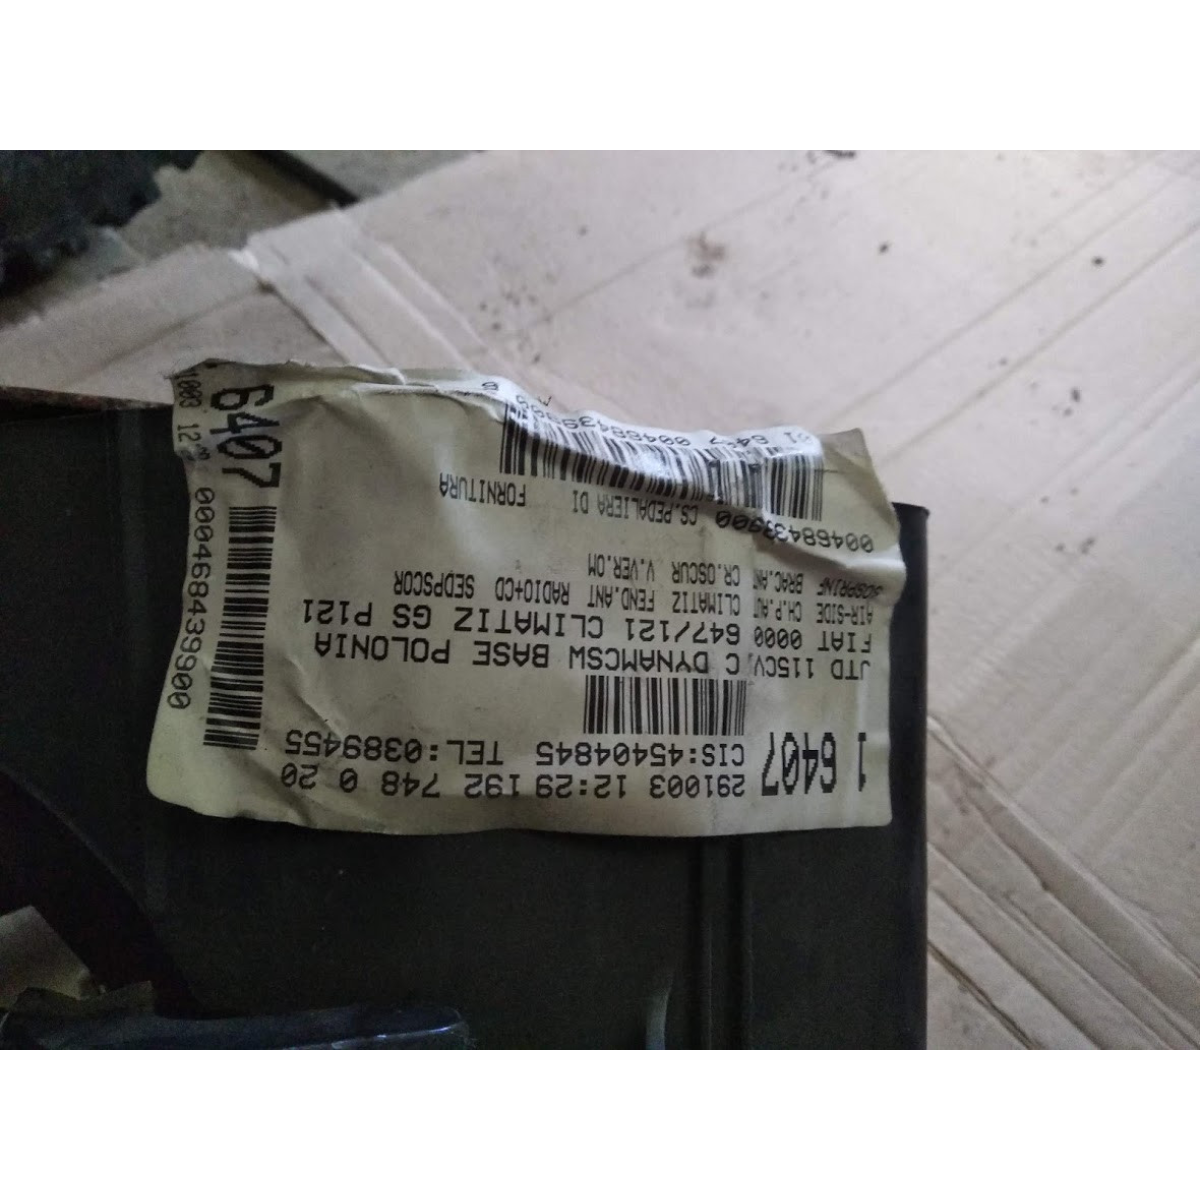 291003 12:29 192 748 0 20
CIS:45404845 TEL:0389455
1 6407
JTD 115CV C DYNAMCSW BASE POLONIA
FIAT 0000 647/121 CLIMATIZ GS P121
AIR-SIDE CH.P.AUT CLIMATIZ FEND.ANT RADIO+CD SEDPSCOR
BRAC.ANT CR.OSCUR V.VER.OM
00046843
CS.PEDALIERA DI FORNITURA
6407
000468439900